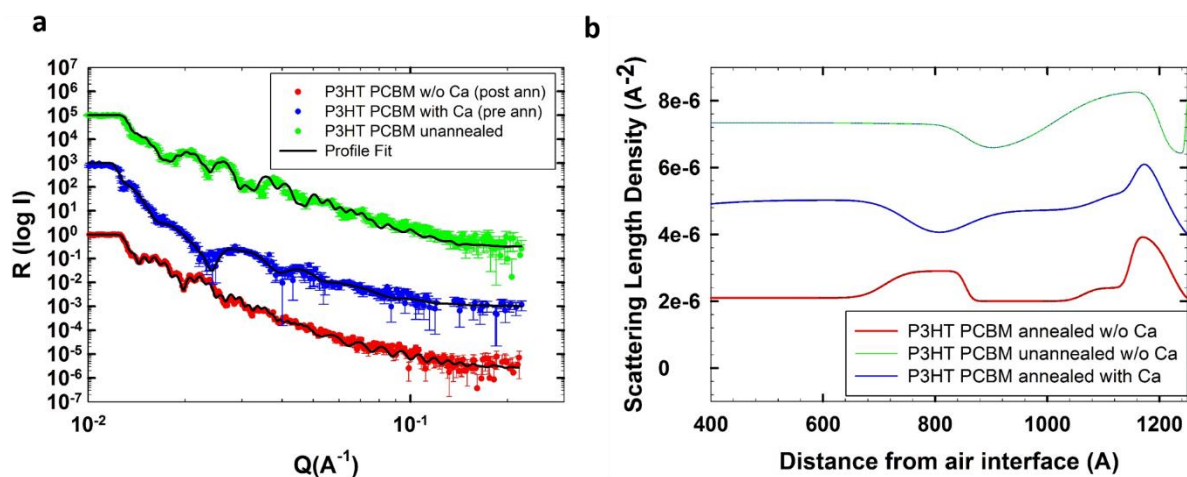 a
R (log I)
10^7
10^6
10^5
10^4
10^3
10^2
10^1
10^0
10^-1
10^-2
10^-3
10^-4
10^-5
10^-6
10^-7
P3HT PCBM w/o Ca (post ann)
P3HT PCBM with Ca (pre ann)
P3HT PCBM unannealed
Profile Fit
10^-2
10^-1
Q(A^-1)
b
Scattering Length Density (A^-2)
8e-6
6e-6
4e-6
2e-6
0
P3HT PCBM annealed w/o Ca
P3HT PCBM unannealed w/o Ca
P3HT PCBM annealed with Ca
400
600
800
1000
1200
Distance from air interface (A)